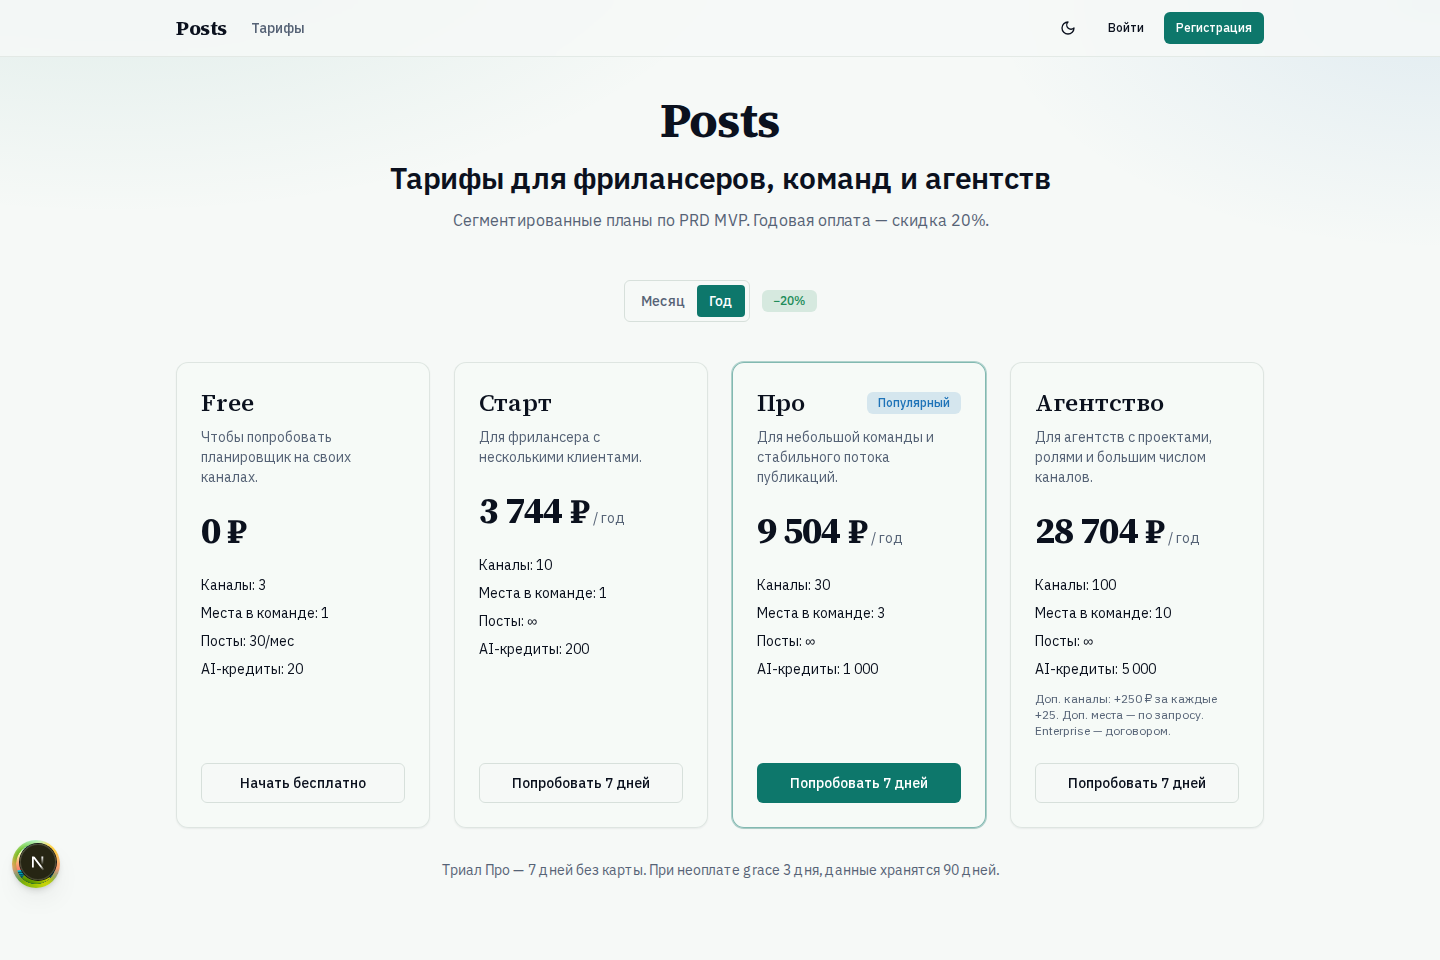 Posts Тарифы Войти Регистрация
Posts
Тарифы для фрилансеров, команд и агентств
Сегментированные планы по PRD MVP. Годовая оплата — скидка 20%.
Месяц Год −20%
Free
Чтобы попробовать
планировщик на своих
каналах.
0 ₽
Каналы: 3
Места в команде: 1
Посты: 30/мес
AI-кредиты: 20
Начать бесплатно
Старт
Для фрилансера с
несколькими клиентами.
3 744 ₽ / год
Каналы: 10
Места в команде: 1
Посты: ∞
AI-кредиты: 200
Попробовать 7 дней
Про Популярный
Для небольшой команды и
стабильного потока
публикаций.
9 504 ₽ / год
Каналы: 30
Места в команде: 3
Посты: ∞
AI-кредиты: 1 000
Попробовать 7 дней
Агентство
Для агентств с проектами,
ролями и большим числом
каналов.
28 704 ₽ / год
Каналы: 100
Места в команде: 10
Посты: ∞
AI-кредиты: 5 000
Доп. каналы: +250 ₽ за каждые
+25. Доп. места — по запросу.
Enterprise — договором.
Попробовать 7 дней
N
Триал Про — 7 дней без карты. При неоплате grace 3 дня, данные хранятся 90 дней.